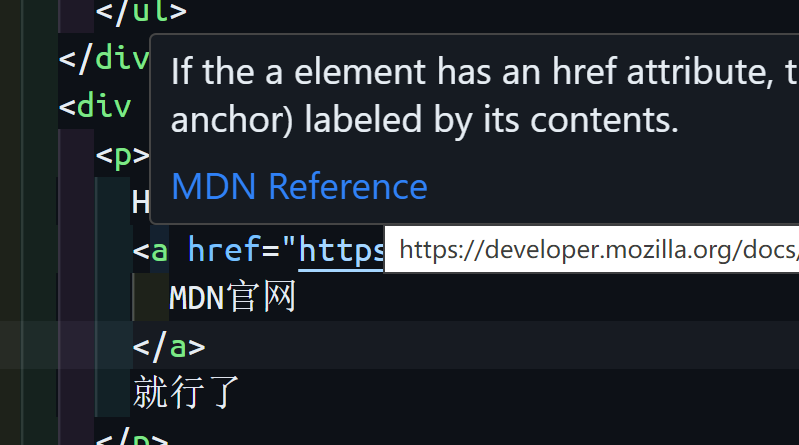 </ul>
</div
If the a element has an href attribute, t
<div
anchor) labeled by its contents.
<p>
MDN Reference
H
<a href="https
https://developer.mozilla.org/docs/
MDN官网
</a>
就行了
</p>